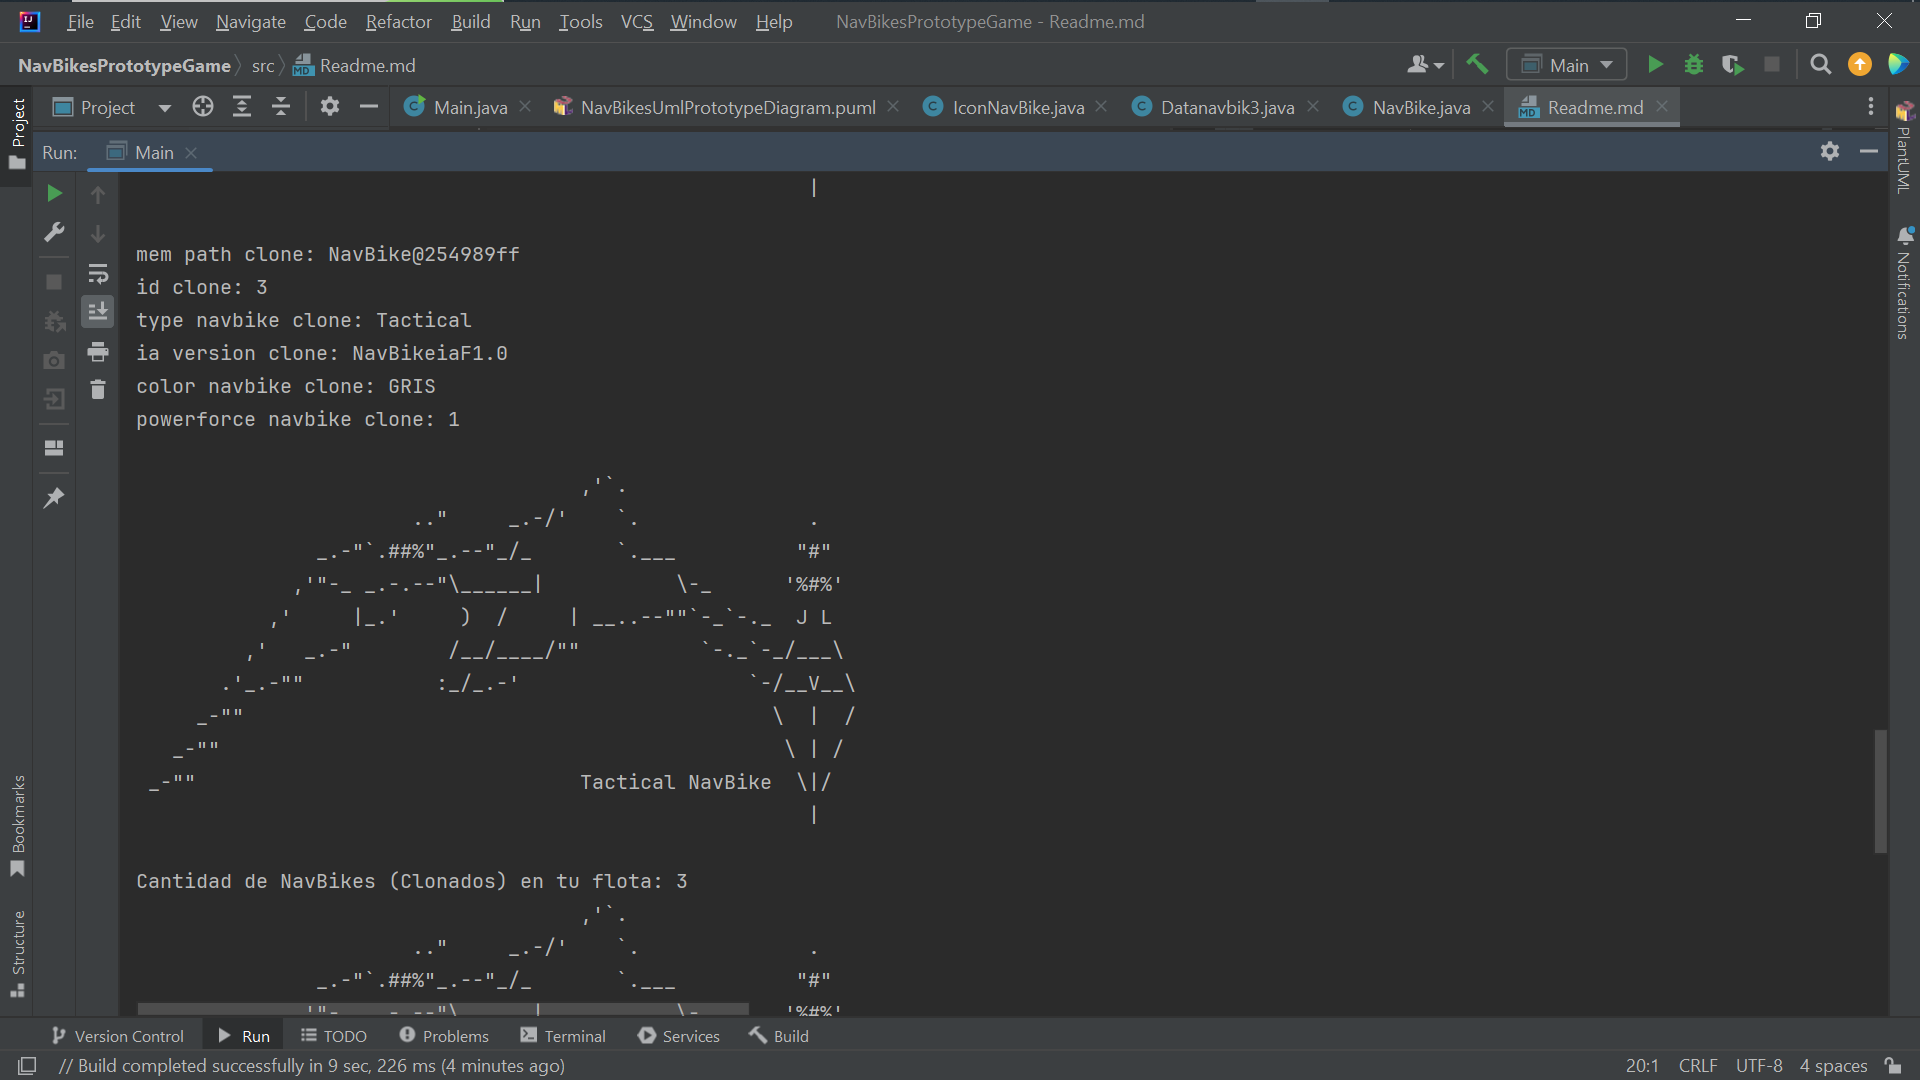 File Edit View Navigate Code Refactor Build Run Tools VCS Window Help NavBikesPrototypeGame - Readme.md
NavBikesPrototypeGame src Readme.md Main
Project Main.java NavBikesUmlPrototypeDiagram.puml IconNavBike.java Datanavbik3.java NavBike.java Readme.md
Run: Main
Project
PlantUML
Notifications
Bookmarks
Structure
                                                        |
mem path clone: NavBike@254989ff
id clone: 3
type navbike clone: Tactical
ia version clone: NavBikeiaF1.0
color navbike clone: GRIS
powerforce navbike clone: 1
                                     ,'`.
                       .."     _.-/'    `.              .
               _.-"`.##%"_.--"_/_       `.___          "#"
             ,'"-_ _.-.--"\______|           \-_      '%#%'
           ,'     |_.'     )  /     | __..--""`-_`-._  J L
         ,'   _.-"        /__/____/""          `-._`-_/___\
       .'_.-""           :_/_.-'                   `-/__V__\
     _-""                                            \  |  /
   _-""                                               \ | /
 _-""                                Tactical NavBike  \|/
                                                        |
Cantidad de NavBikes (Clonados) en tu flota: 3
                                     ,'`.
                       .."     _.-/'    `.              .
               _.-"`.##%"_.--"_/_       `.___          "#"
Version Control Run TODO Problems Terminal Services Build
// Build completed successfully in 9 sec, 226 ms (4 minutes ago) 20:1 CRLF UTF-8 4 spaces